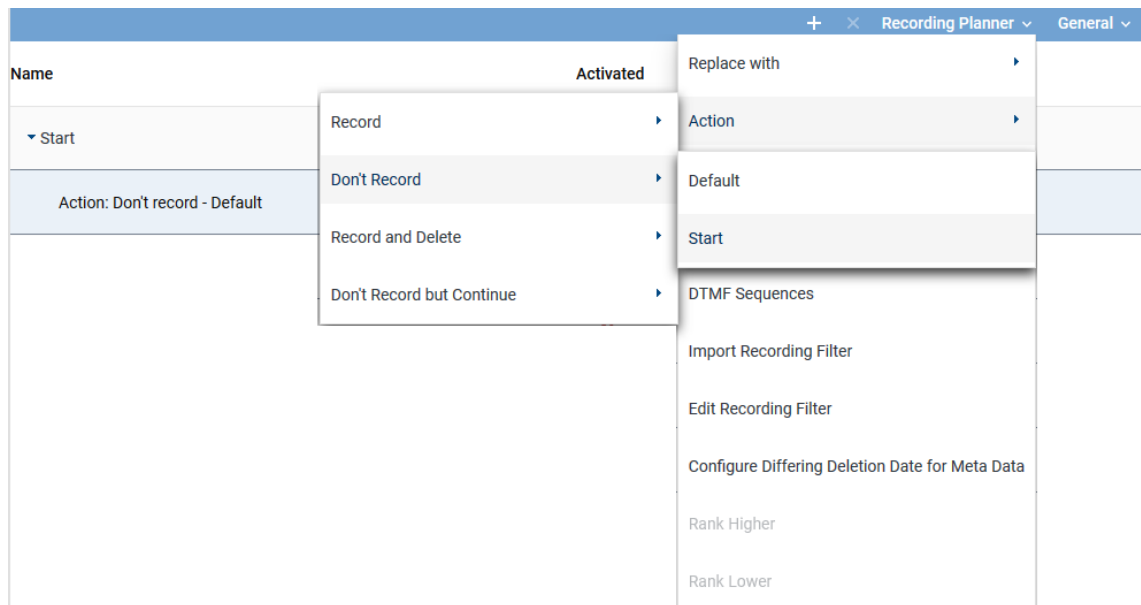 + × Recording Planner General
Name Activated
Start
Action: Don't record - Default
Record
Don't Record
Record and Delete
Don't Record but Continue
Replace with
Action
Default
Start
DTMF Sequences
Import Recording Filter
Edit Recording Filter
Configure Differing Deletion Date for Meta Data
Rank Higher
Rank Lower